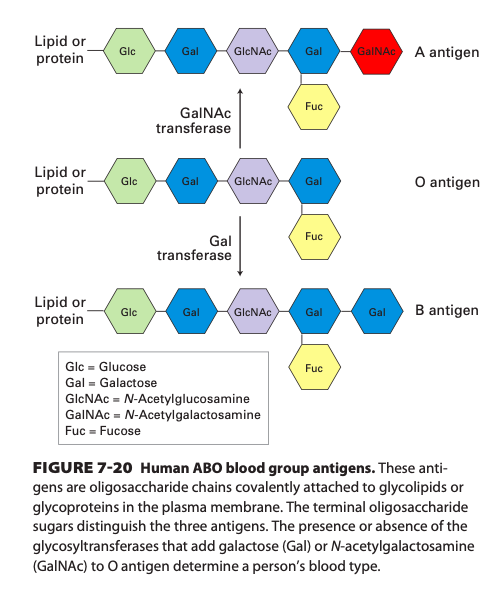 Lipid or
protein
Glc
Gal
GlcNAc
Gal
GalNAc
A antigen
Fuc
GalNAc
transferase
Lipid or
protein
Glc
Gal
GlcNAc
Gal
O antigen
Fuc
Gal
transferase
Lipid or
protein
Glc
Gal
GlcNAc
Gal
Gal
B antigen
Fuc
Glc = Glucose
Gal = Galactose
GlcNAc = N-Acetylglucosamine
GalNAc = N-Acetylgalactosamine
Fuc = Fucose
FIGURE 7-20 Human ABO blood group antigens. These anti-
gens are oligosaccharide chains covalently attached to glycolipids or
glycoproteins in the plasma membrane. The terminal oligosaccharide
sugars distinguish the three antigens. The presence or absence of the
glycosyltransferases that add galactose (Gal) or N-acetylgalactosamine
(GalNAc) to O antigen determine a person's blood type.